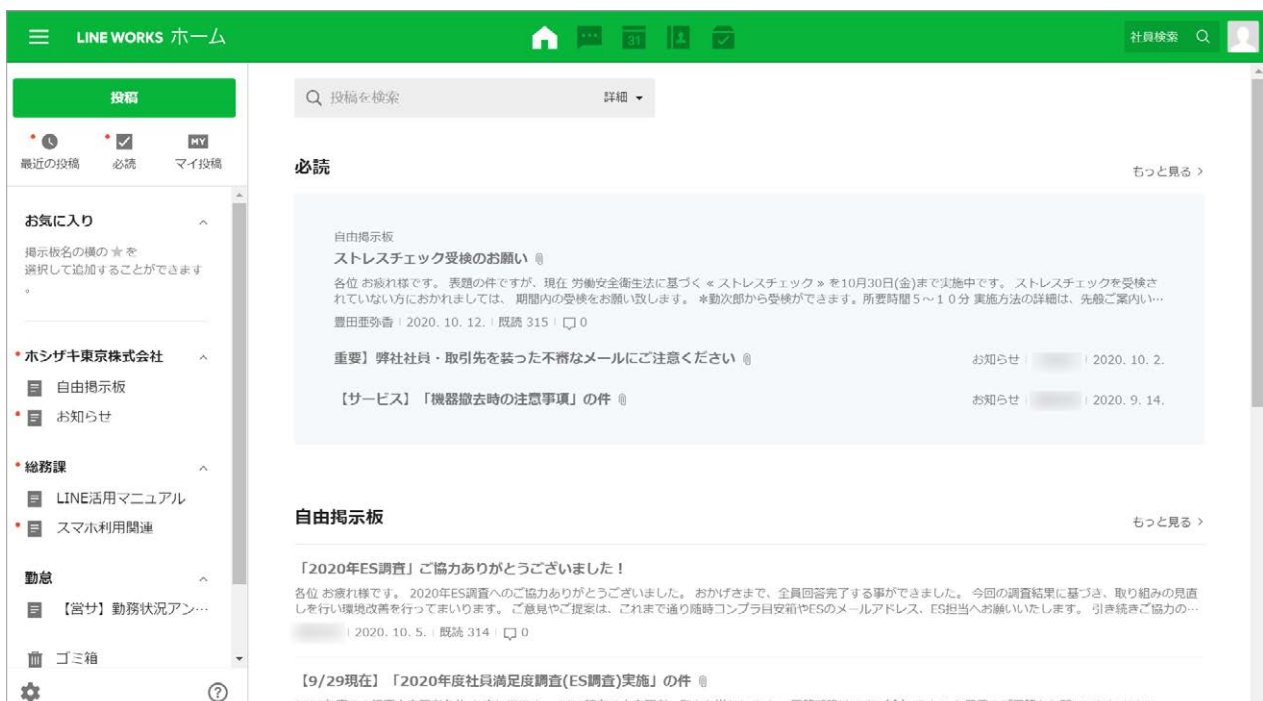 LINE WORKS ホーム
31
社員検索
投稿
投稿を検索
詳細
MY
最近の投稿
必読
マイ投稿
必読
もっと見る
お気に入り
掲示板名の横の ★ を
選択して追加することができます
。
自由掲示板
ストレスチェック受検のお願い
各位 お疲れ様です。 表題の件ですが、現在 労働安全衛生法に基づく « ストレスチェック » を10月30日(金)まで実施中です。 ストレスチェックを受検さ
れていない方におかれましては、 期間内の受検をお願い致します。 *勤次郎から受検ができます。所要時間５～１０分 実施方法の詳細は、先般ご案内い…
豊田亜弥香 2020. 10. 12. 既読 315 0
重要】弊社社員・取引先を装った不審なメールにご注意ください
お知らせ 2020. 10. 2.
【サービス】「機器撤去時の注意事項」の件
お知らせ 2020. 9. 14.
ホシザキ東京株式会社
自由掲示板
お知らせ
総務課
LINE活用マニュアル
スマホ利用関連
勤怠
【営サ】勤務状況アン…
ゴミ箱
自由掲示板
もっと見る
「2020年ES調査」ご協力ありがとうございました！
各位 お疲れ様です。 2020年ES調査へのご協力ありがとうございました。 おかげさまで、全員回答完了する事ができました。 今回の調査結果に基づき、取り組みの見直
しを行い環境改善を行ってまいります。 ご意見やご提案は、これまで通り随時コンプラ目安箱やESのメールアドレス、ES担当へお願いいたします。 引き続きご協力の…
2020. 10. 5. 既読 314 0
【9/29現在】「2020年度社員満足度調査(ES調査)実施」の件